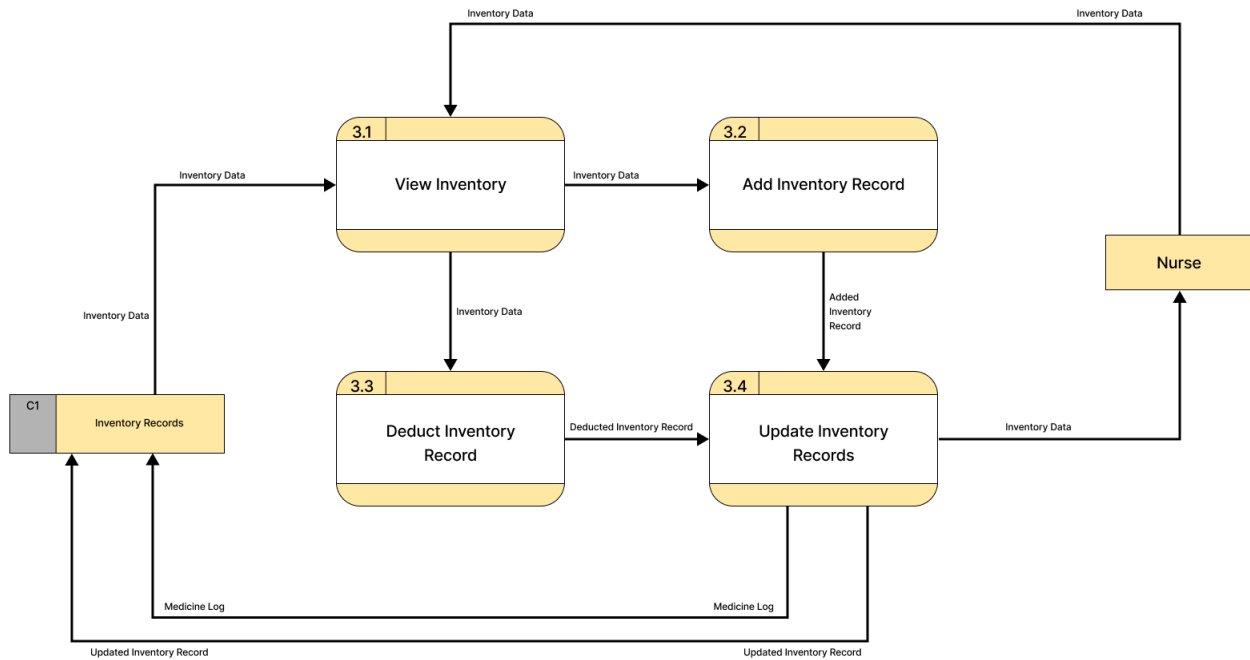 Inventory Data
Inventory Data
3.1
View Inventory
3.2
Add Inventory Record
Inventory Data
Inventory Data
Nurse
Inventory Data
Inventory Data
Added
Inventory
Record
C1
Inventory Records
3.3
Deduct Inventory
Record
Deducted Inventory Record
3.4
Update Inventory
Records
Inventory Data
Medicine Log
Medicine Log
Updated Inventory Record
Updated Inventory Record